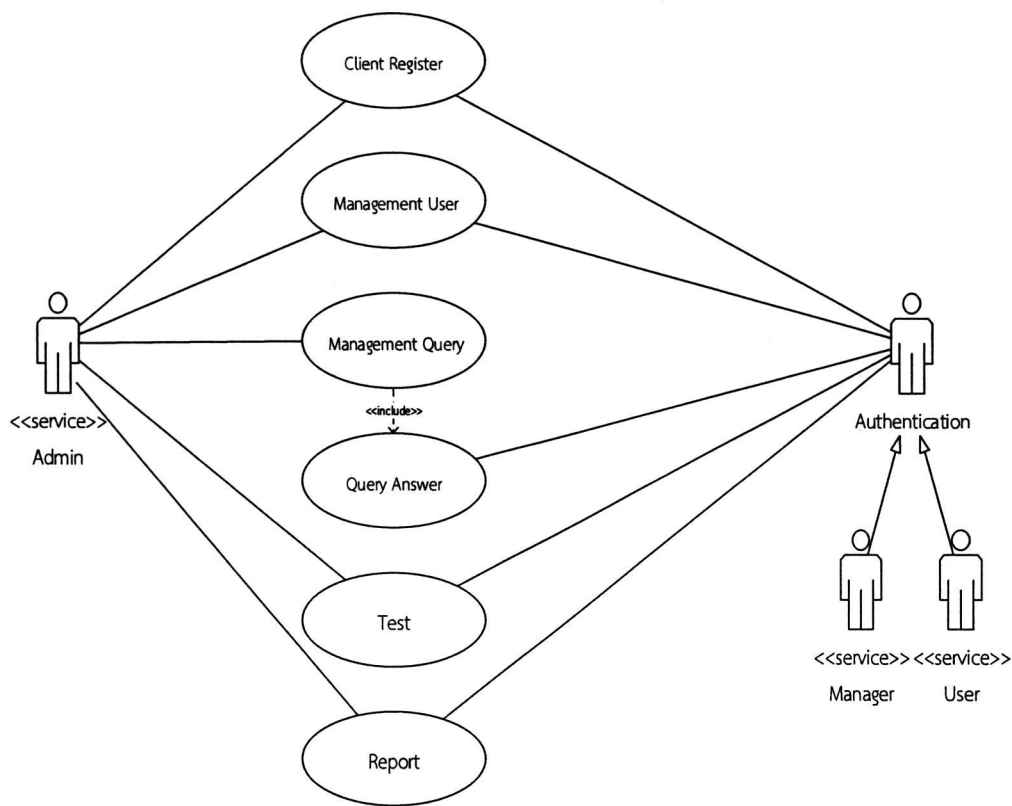 Client Register
Management User
Management Query
<<include>>
<<service>>
Admin
Authentication
Query Answer
Test
<<service>> <<service>>
Manager User
Report